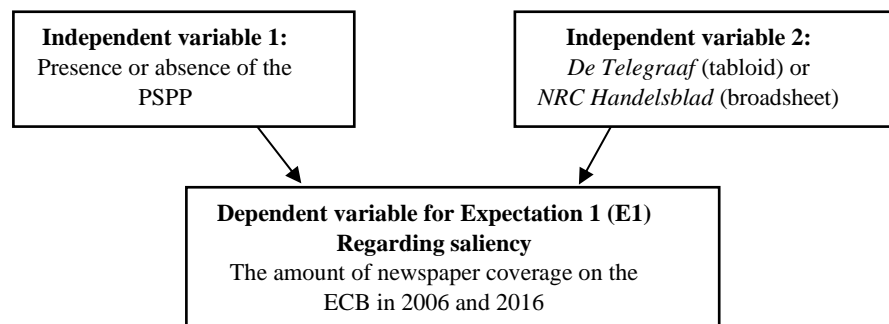 Independent variable 1:
Presence or absence of the
PSPP
Independent variable 2:
De Telegraaf (tabloid) or
NRC Handelsblad (broadsheet)
Dependent variable for Expectation 1 (E1)
Regarding saliency
The amount of newspaper coverage on the
ECB in 2006 and 2016